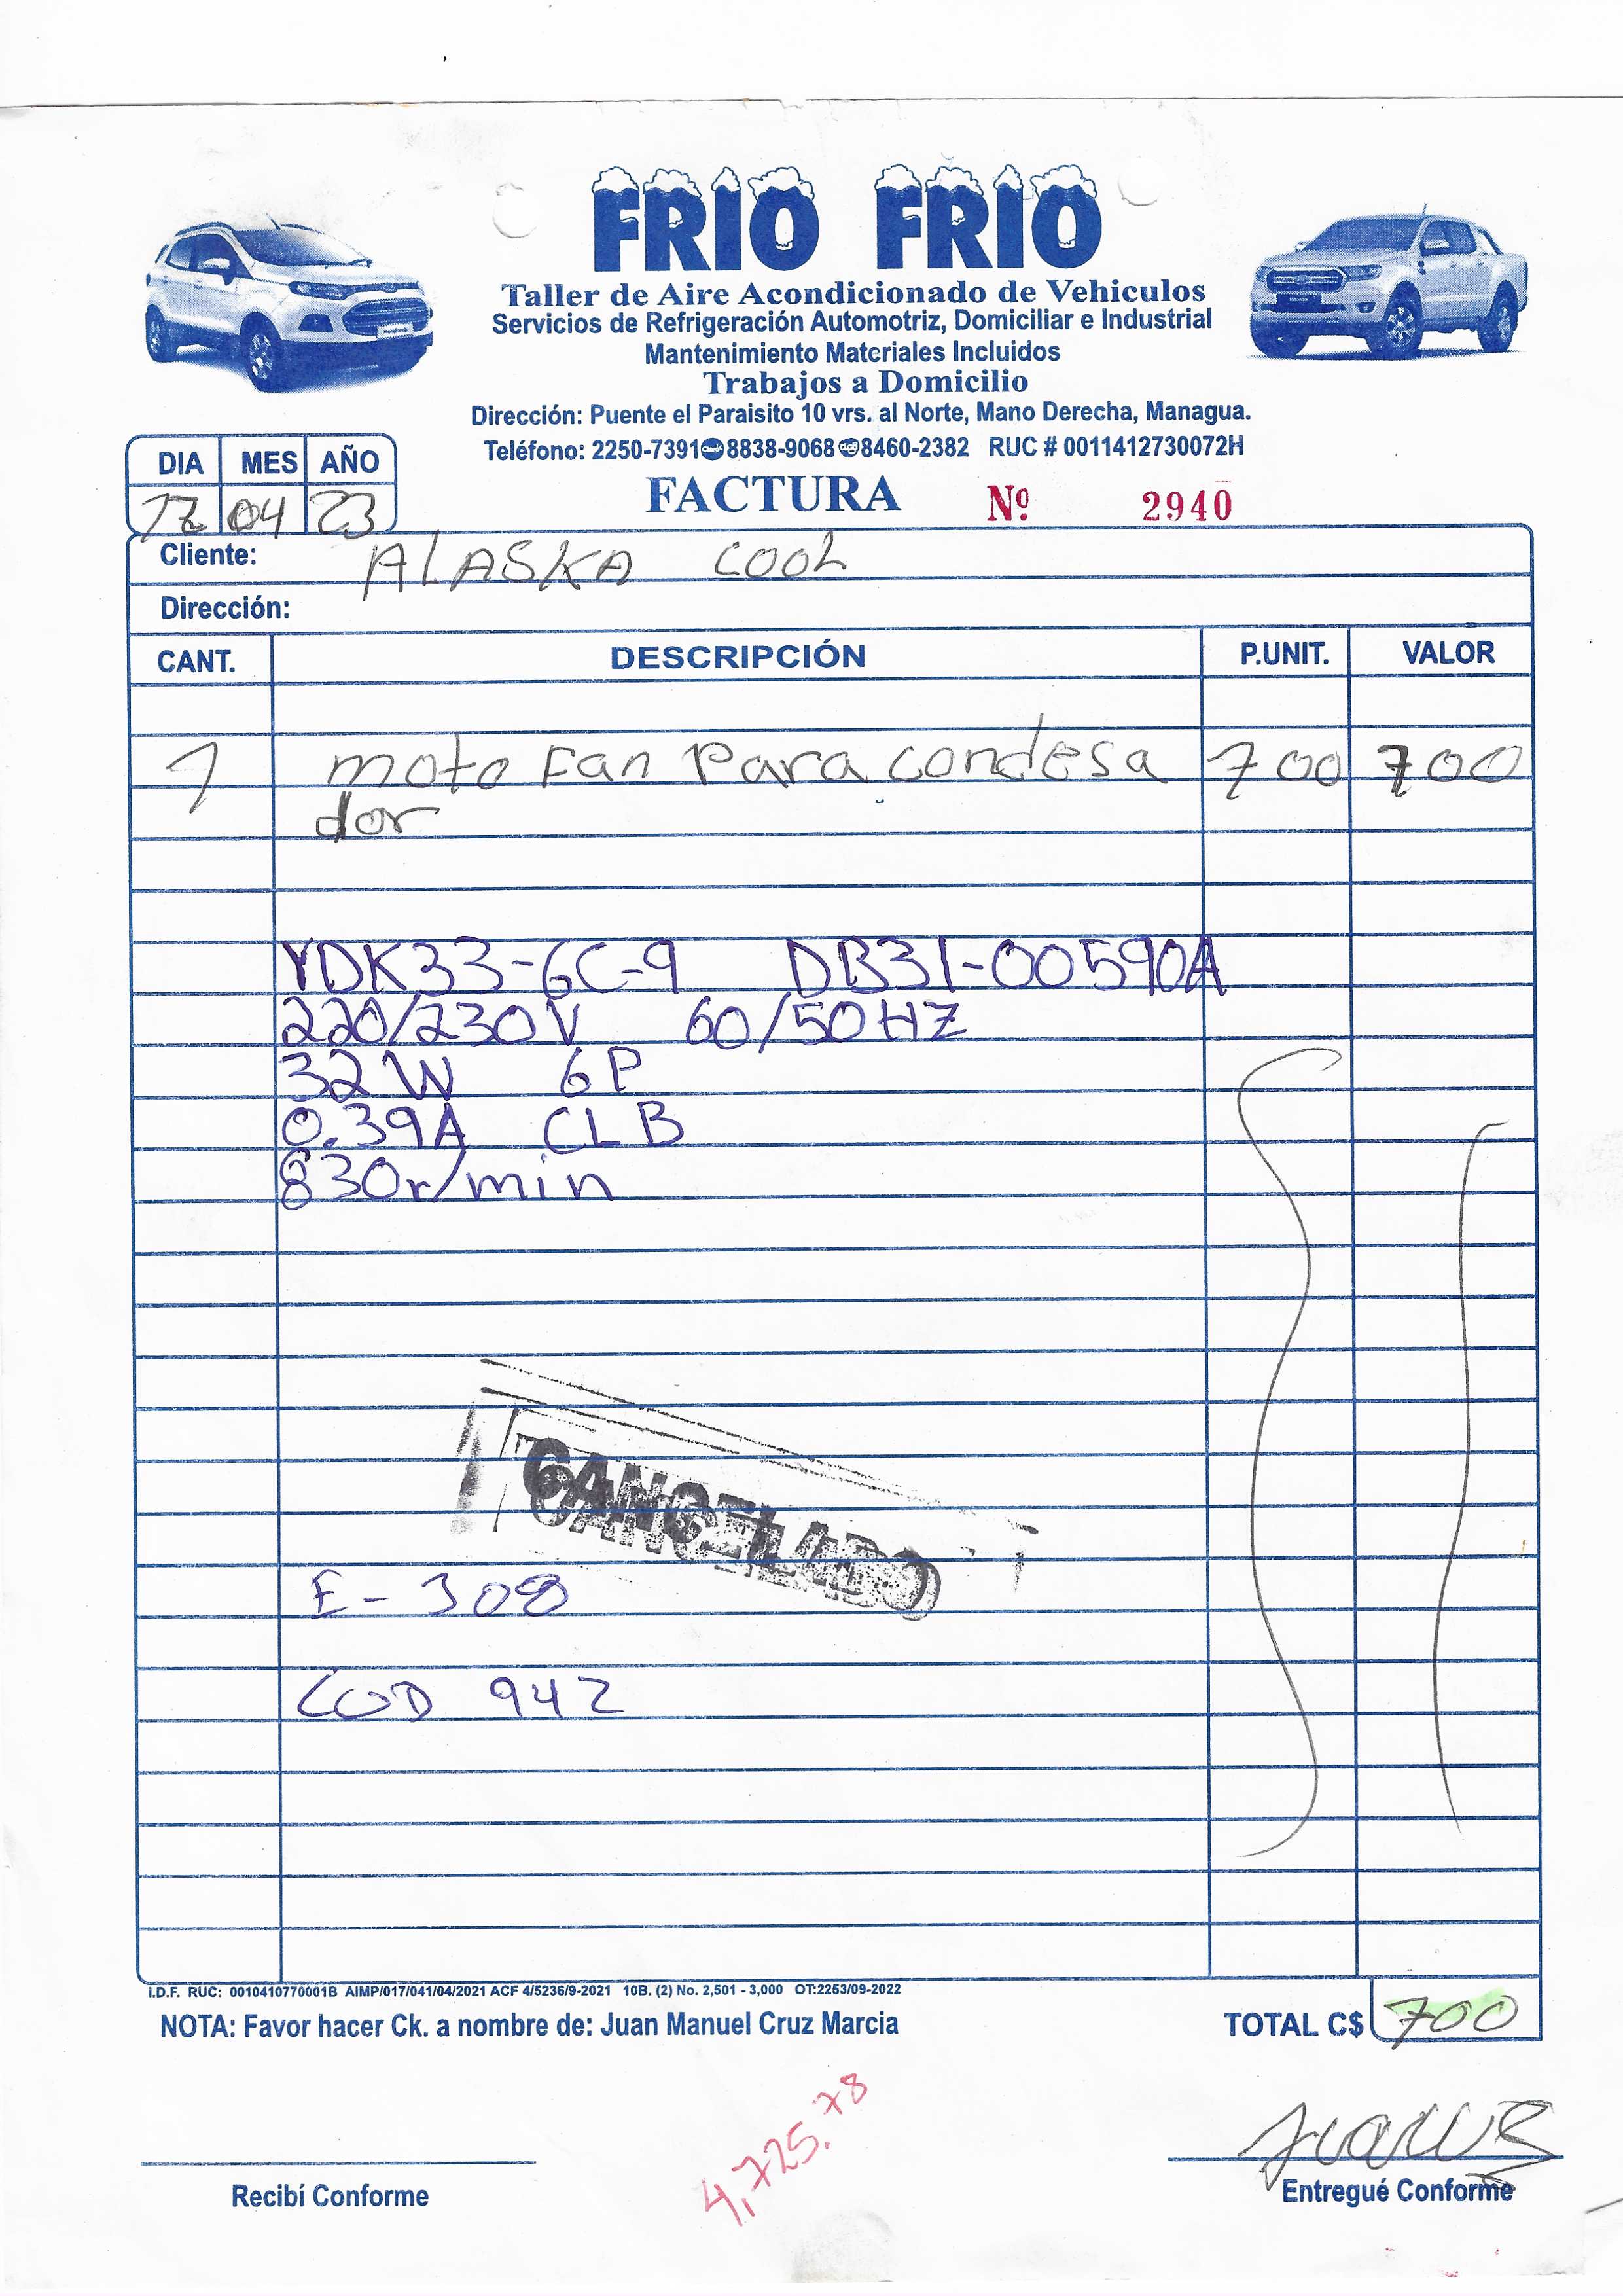 FRIO FRIO
Taller de Aire Acondicionado de Vehiculos
Servicios de Refrigeración Automotriz, Domiciliar e Industrial
Mantenimiento Materiales Incluidos
Trabajos a Domicilio
Dirección: Puente el Paraisito 10 vrs. al Norte, Mano Derecha, Managua.
Teléfono: 2250-7391 8838-9068 8460-2382 RUC # 0011412730072H
DIA MES AÑO
17 04 23
FACTURA Nº 2940
Cliente: ALASKA COOL
Dirección:
CANT. DESCRIPCIÓN P.UNIT. VALOR
1 moto Fan Para condesa 700 700
dor
YDK33-6C-9 DB31-00590A
220/230V 60/50HZ
32W 6P
0.39A CLB
830r/min
CANCELADO
E-308
COD 942
I.D.F. RUC: 0010410770001B AIMP/017/041/04/2021 ACF 4/5236/9-2021 10B. (2) No. 2,501 - 3,000 OT:2253/09-2022
NOTA: Favor hacer Ck. a nombre de: Juan Manuel Cruz Marcia
TOTAL C$ 700
4,725.78
Recibí Conforme
Entregué Conforme